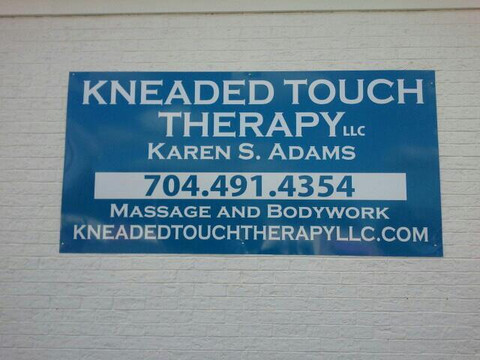 KNEADED TOUCH
THERAPY LLC
KAREN S. ADAMS
704.491.4354
MASSAGE AND BODYWORK
KNEADEDTOUCHTHERAPYLLC.COM